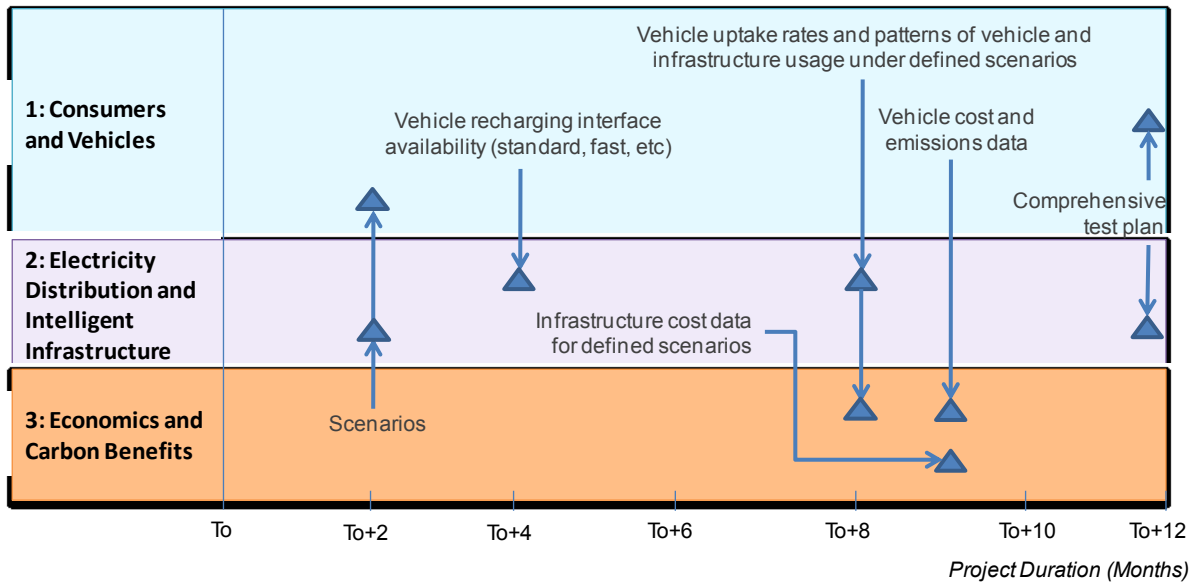 Vehicle uptake rates and patterns of vehicle and
infrastructure usage under defined scenarios
1: Consumers
and Vehicles
Vehicle recharging interface
availability (standard, fast, etc)
Vehicle cost and
emissions data
Comprehensive
test plan
2: Electricity
Distribution and
Intelligent
Infrastructure
Infrastructure cost data
for defined scenarios
3: Economics and
Carbon Benefits
Scenarios
To
To+2
To+4
To+6
To+8
To+10
To+12
Project Duration (Months)